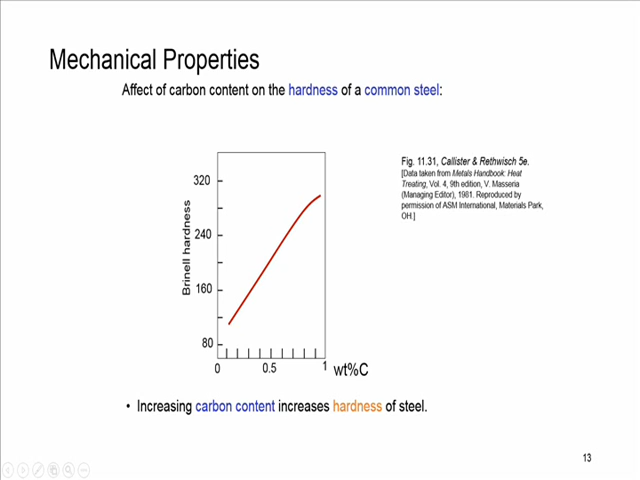 Mechanical Properties
Affect of carbon content on the hardness of a common steel:
Fig. 11.31, Callister & Rethwisch 5e.
[Data taken from Metals Handbook: Heat
Treating, Vol. 4, 9th edition, V. Masseria
(Managing Editor), 1981. Reproduced by
permission of ASM International, Materials Park,
OH.]
Brinell hardness
320
240
160
80
0 0.5 1 wt%C
• Increasing carbon content increases hardness of steel.
13